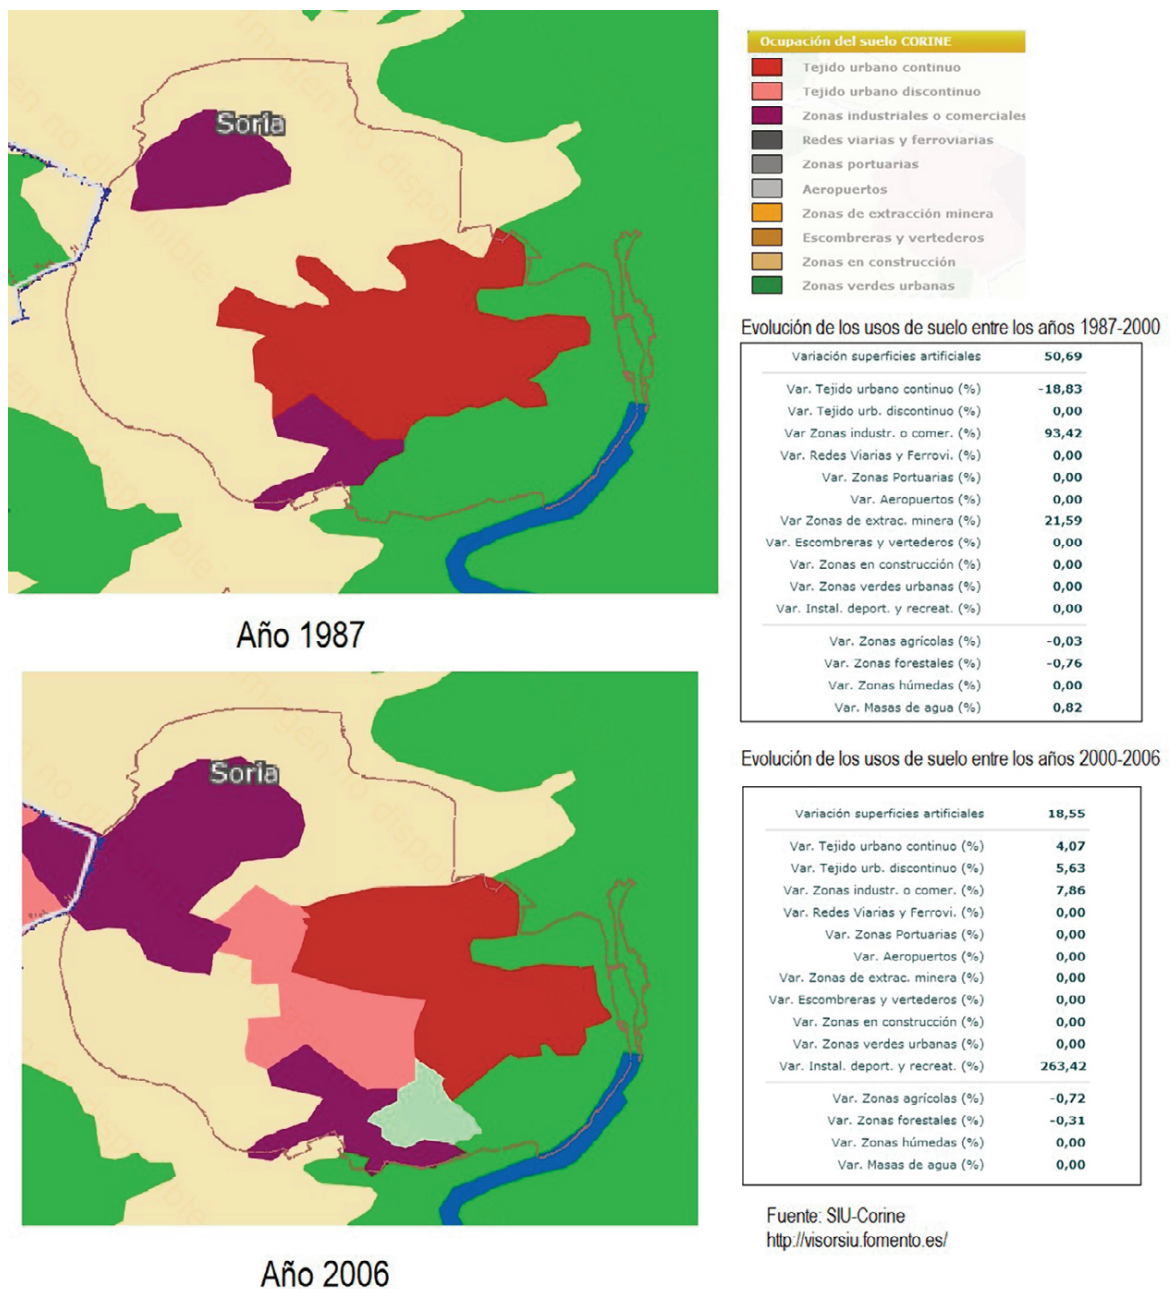 Soria
Año 1987
Soria
Año 2006
Ocupación del suelo CORINE
Tejido urbano continuo
Tejido urbano discontinuo
Zonas industriales o comerciales
Redes viarias y ferroviarias
Zonas portuarias
Aeropuertos
Zonas de extracción minera
Escombreras y vertederos
Zonas en construcción
Zonas verdes urbanas
Evolución de los usos de suelo entre los años 1987-2000
Variación superficies artificiales 50,69
Var. Tejido urbano continuo (%) -18,83
Var. Tejido urb. discontinuo (%) 0,00
Var Zonas industr. o comer. (%) 93,42
Var. Redes Viarias y Ferrovi. (%) 0,00
Var. Zonas Portuarias (%) 0,00
Var. Aeropuertos (%) 0,00
Var Zonas de extrac. minera (%) 21,59
Var. Escombreras y vertederos (%) 0,00
Var. Zonas en construcción (%) 0,00
Var. Zonas verdes urbanas (%) 0,00
Var. Instal. deport. y recreat. (%) 0,00
Var. Zonas agrícolas (%) -0,03
Var. Zonas forestales (%) -0,76
Var. Zonas húmedas (%) 0,00
Var. Masas de agua (%) 0,82
Evolución de los usos de suelo entre los años 2000-2006
Variación superficies artificiales 18,55
Var. Tejido urbano continuo (%) 4,07
Var. Tejido urb. discontinuo (%) 5,63
Var. Zonas industr. o comer. (%) 7,86
Var. Redes Viarias y Ferrovi. (%) 0,00
Var. Zonas Portuarias (%) 0,00
Var. Aeropuertos (%) 0,00
Var. Zonas de extrac. minera (%) 0,00
Var. Escombreras y vertederos (%) 0,00
Var. Zonas en construcción (%) 0,00
Var. Zonas verdes urbanas (%) 0,00
Var. Instal. deport. y recreat. (%) 263,42
Var. Zonas agrícolas (%) -0,72
Var. Zonas forestales (%) -0,31
Var. Zonas húmedas (%) 0,00
Var. Masas de agua (%) 0,00
Fuente: SIU-Corine
http://visorsiu.fomento.es/